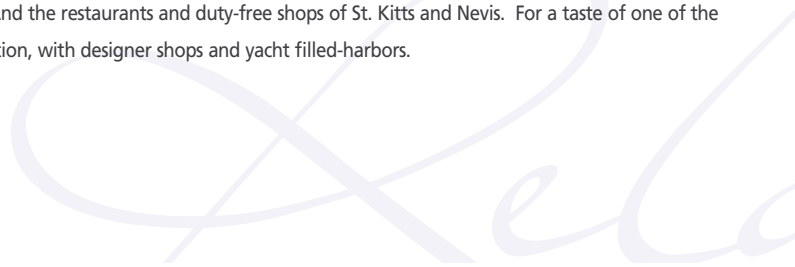 and the restaurants and duty-free shops of St. Kitts and Nevis.  For a taste of one of the
tion, with designer shops and yacht filled-harbors.
Rela